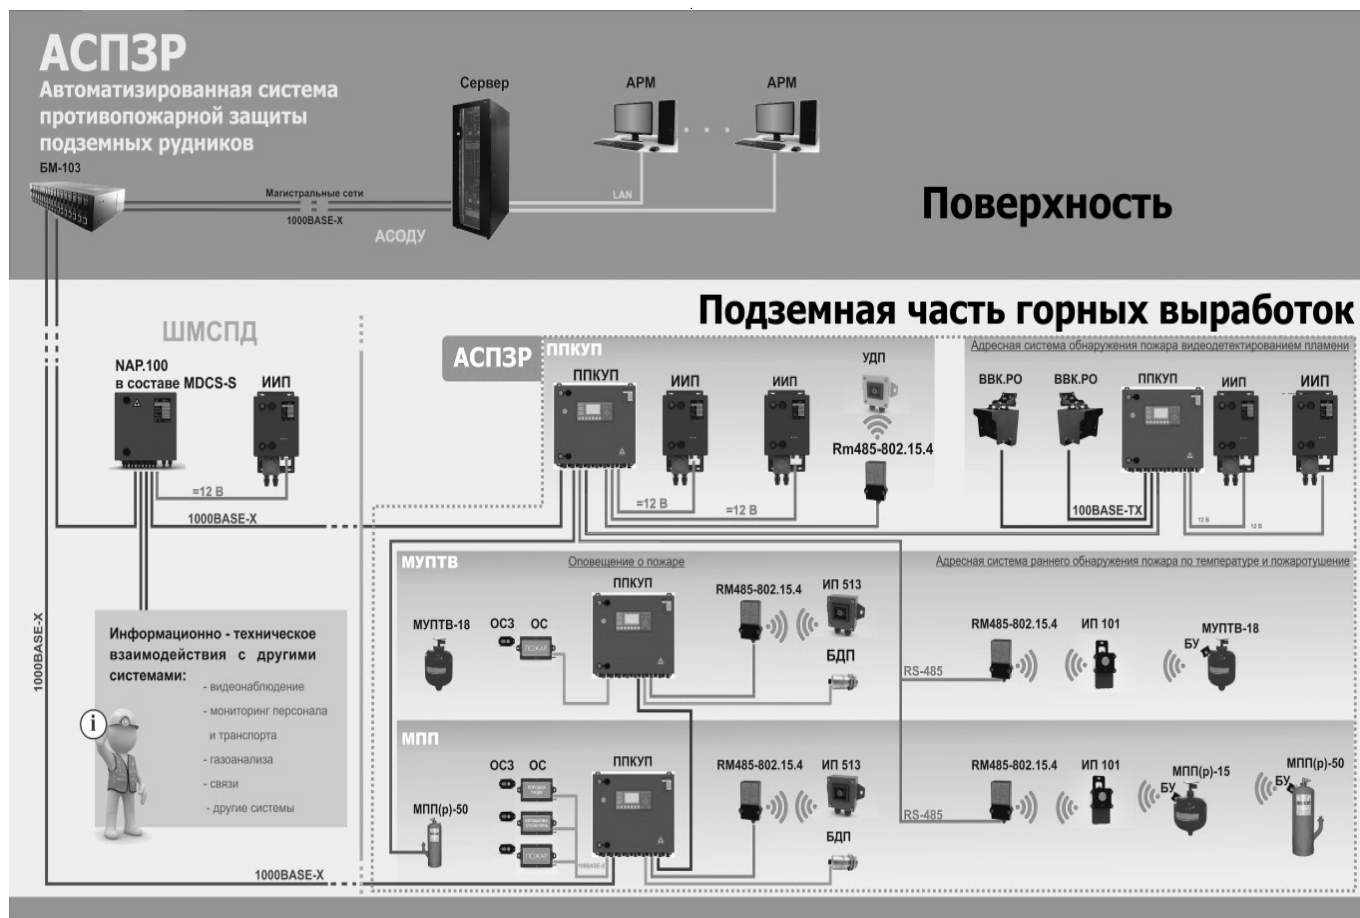 АСПЗР
Автоматизированная система
противопожарной защиты
подземных рудников
БМ-103
Магистральные сети
1000BASE-X
АСОДУ
Сервер
АРМ
АРМ
LAN
Поверхность
Подземная часть горных выработок
ШМСПД
NAP.100
в составе MDCS-S
ИИП
=12 В
1000BASE-X
1000BASE-X
Информационно - техническое
взаимодействия с другими
системами:
- видеонаблюдение
- мониторинг персонала
и транспорта
- газоанализа
- связи
- другие системы
i
1000BASE-X
АСПЗР
ППКУП
ППКУП
ИИП
ИИП
УДП
Rm485-802.15.4
=12 В
=12 В
Адресная система обнаружения пожара видеодетектированием пламени
ВВК.РО
ВВК.РО
ППКУП
ИИП
ИИП
100BASE-TX
12 В
12 В
МУПТВ
Оповещение о пожаре
Адресная система раннего обнаружения пожара по температуре и пожаротушение
МУПТВ-18
ОСЗ
ОС
ПОЖАР
ППКУП
RM485-802.15.4
ИП 513
БДП
RS-485
RM485-802.15.4
ИП 101
БУ
МУПТВ-18
МПП
МПП(р)-50
ОСЗ
ОС
ПОЖАР
100BASE-X
ППКУП
RM485-802.15.4
ИП 513
БДП
RS-485
RM485-802.15.4
ИП 101
БУ
МПП(р)-15
БУ
МПП(р)-50